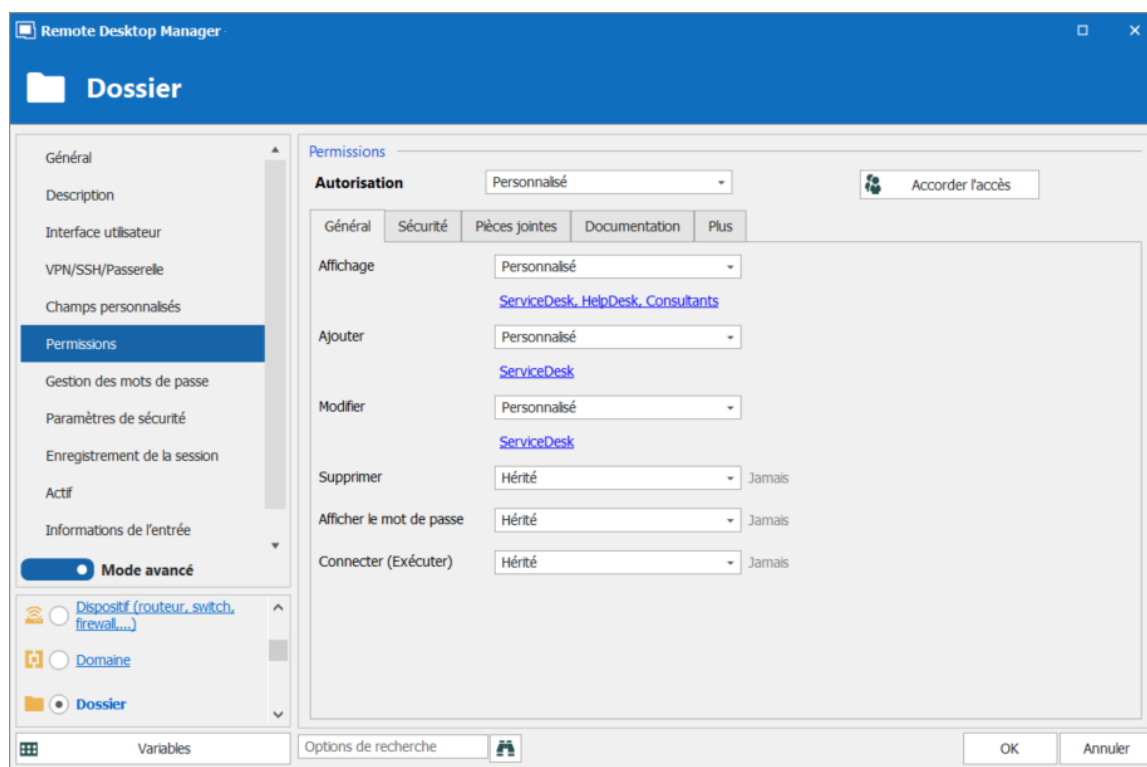 Remote Desktop Manager
Dossier
Général
Description
Interface utilisateur
VPN/SSH/Passerelle
Champs personnalisés
Permissions
Gestion des mots de passe
Paramètres de sécurité
Enregistrement de la session
Actif
Informations de l'entrée
Mode avancé
Dispositif (routeur, switch,
firewall,...)
Domaine
Dossier
Variables
Permissions
Autorisation Personnalisé Accorder l'accès
Général Sécurité Pièces jointes Documentation Plus
Affichage Personnalisé
ServiceDesk, HelpDesk, Consultants
Ajouter Personnalisé
ServiceDesk
Modifier Personnalisé
ServiceDesk
Supprimer Hérité Jamais
Afficher le mot de passe Hérité Jamais
Connecter (Exécuter) Hérité Jamais
Options de recherche
OK Annuler